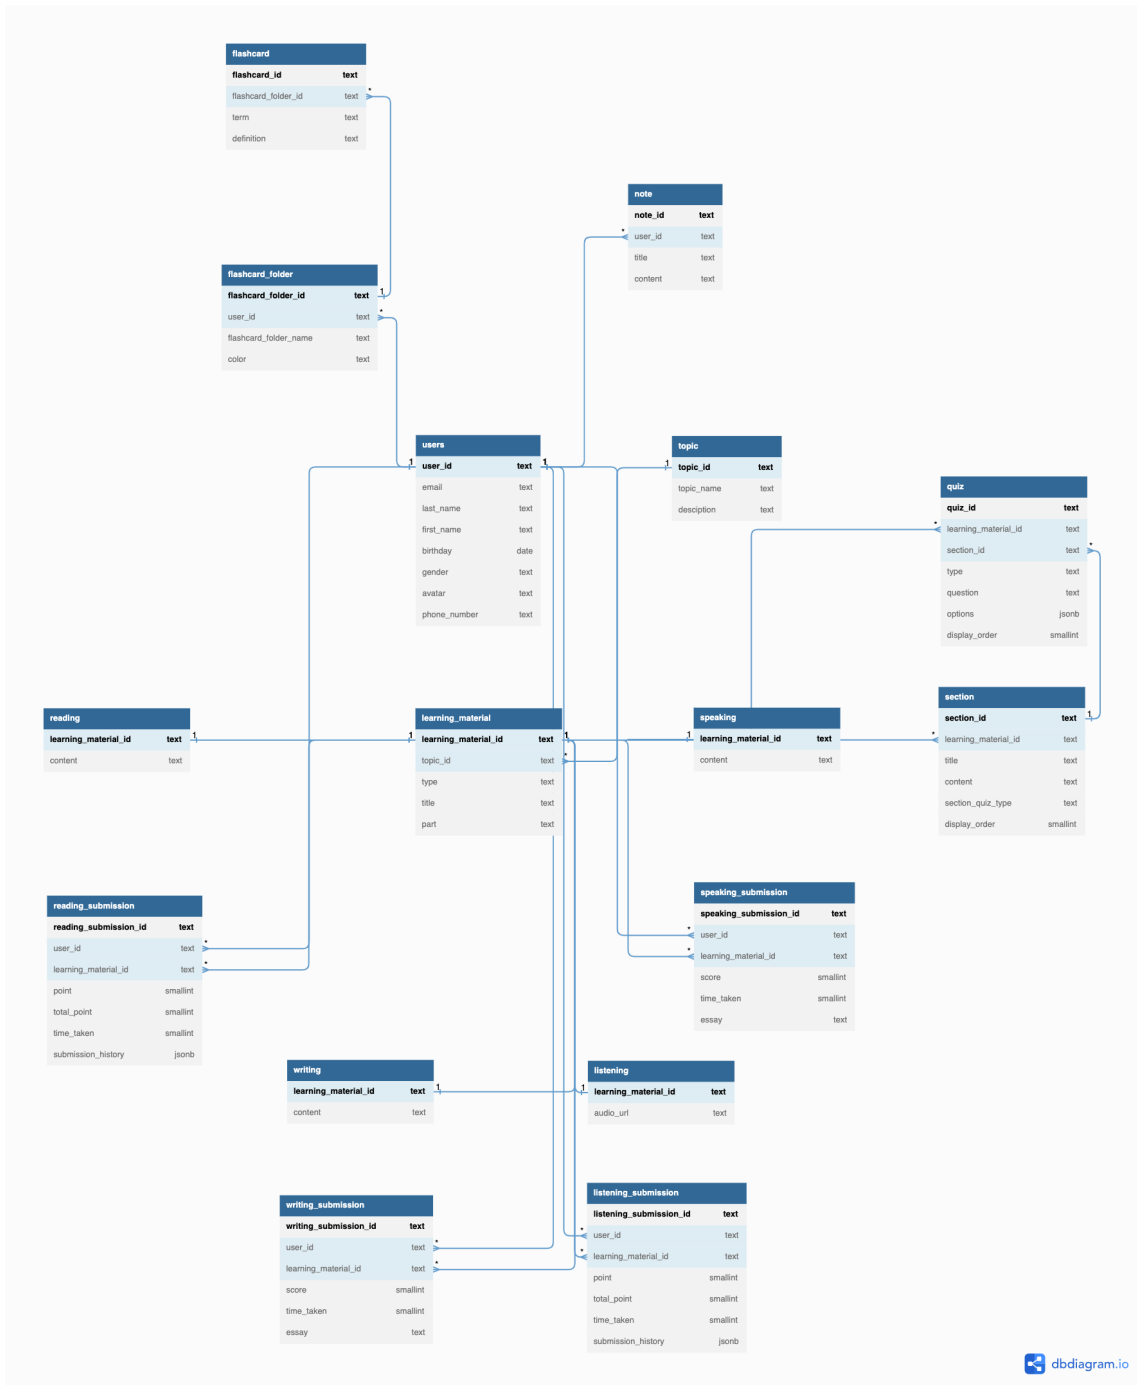 flashcard
flashcard_id text
flashcard_folder_id text
term text
definition text
note
note_id text
user_id text
title text
content text
flashcard_folder
flashcard_folder_id text
user_id text
flashcard_folder_name text
color text
users
user_id text
email text
last_name text
first_name text
birthday date
gender text
avatar text
phone_number text
topic
topic_id text
topic_name text
desciption text
quiz
quiz_id text
learning_material_id text
section_id text
type text
question text
options jsonb
display_order smallint
reading
learning_material_id text
content text
learning_material
learning_material_id text
topic_id text
type text
title text
part text
speaking
learning_material_id text
content text
section
section_id text
learning_material_id text
title text
content text
section_quiz_type text
display_order smallint
reading_submission
reading_submission_id text
user_id text
learning_material_id text
point smallint
total_point smallint
time_taken smallint
submission_history jsonb
speaking_submission
speaking_submission_id text
user_id text
learning_material_id text
score smallint
time_taken smallint
essay text
writing
learning_material_id text
content text
listening
learning_material_id text
audio_url text
writing_submission
writing_submission_id text
user_id text
learning_material_id text
score smallint
time_taken smallint
essay text
listening_submission
listening_submission_id text
user_id text
learning_material_id text
point smallint
total_point smallint
time_taken smallint
submission_history jsonb
dbdiagram.io